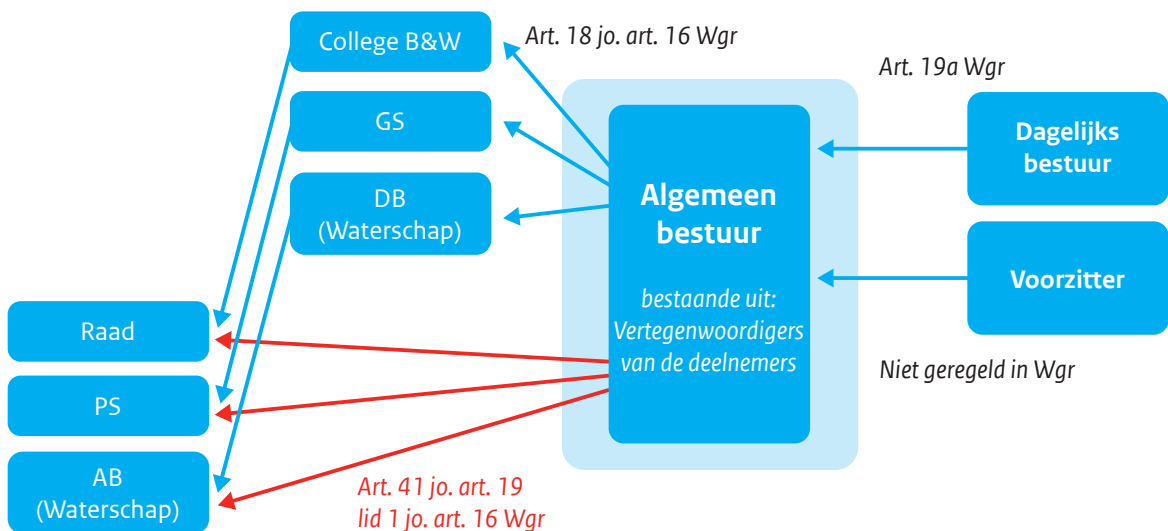 College B&W
Art. 18 jo. art. 16 Wgr
Art. 19a Wgr
GS
DB
(Waterschap)
Algemeen
bestuur
bestaande uit:
Vertegenwoordigers
van de deelnemers
Dagelijks
bestuur
Voorzitter
Niet geregeld in Wgr
Raad
PS
AB
(Waterschap)
Art. 41 jo. art. 19
lid 1 jo. art. 16 Wgr